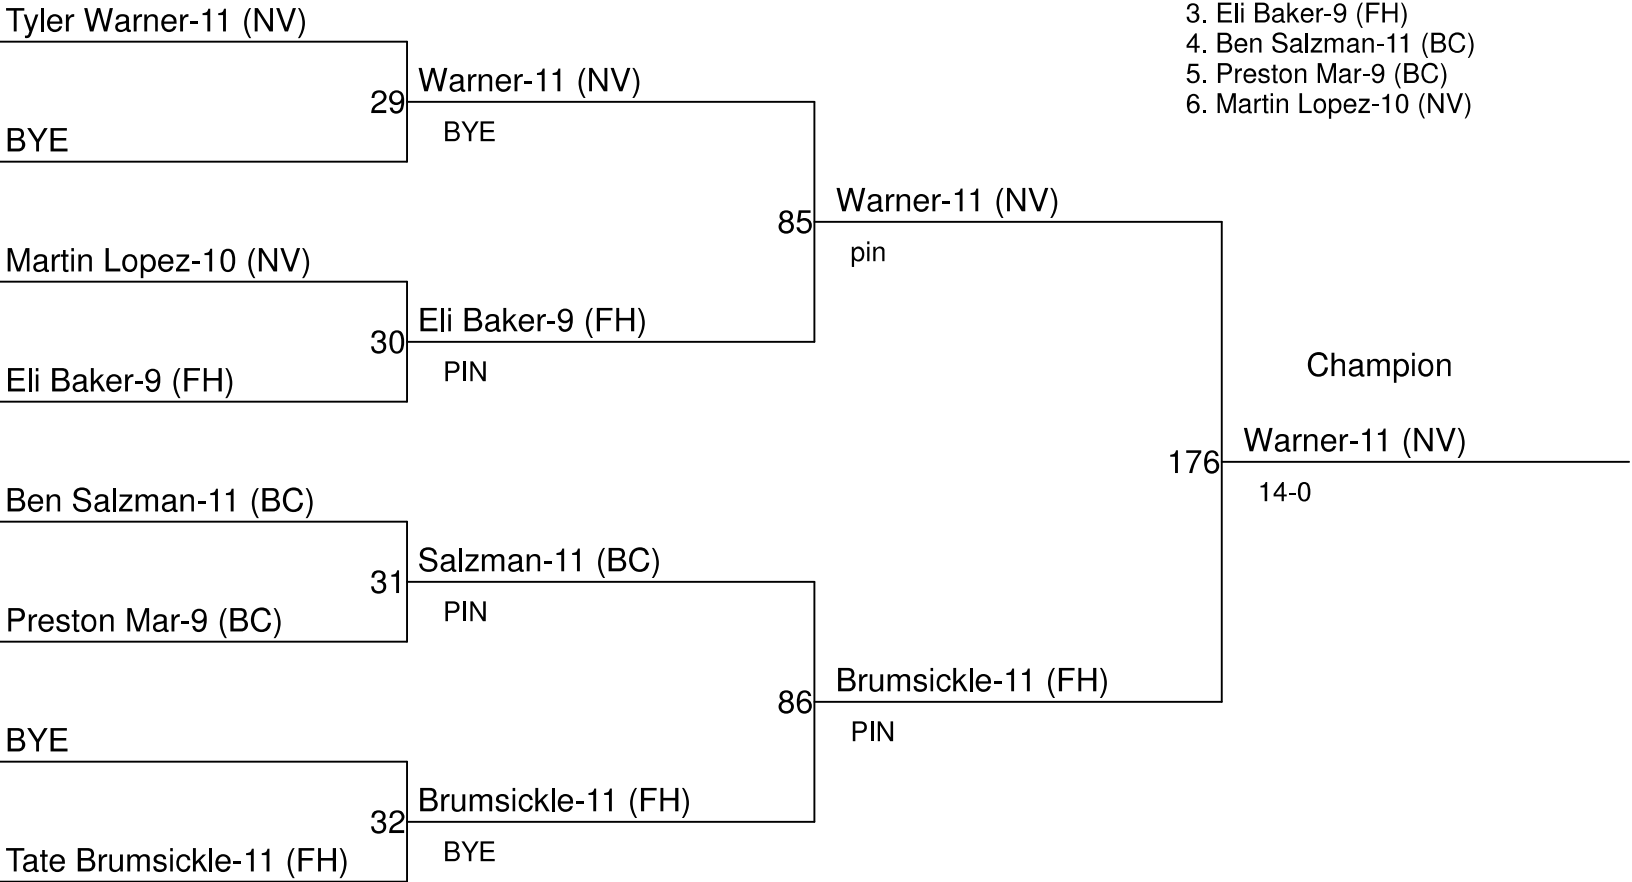 Tyler Warner-11 (NV)
BYE
Martin Lopez-10 (NV)
Eli Baker-9 (FH)
Ben Salzman-11 (BC)
Preston Mar-9 (BC)
BYE
Tate Brumsickle-11 (FH)
29
Warner-11 (NV)
BYE
30
Eli Baker-9 (FH)
PIN
31
Salzman-11 (BC)
PIN
32
Brumsickle-11 (FH)
BYE
85
Warner-11 (NV)
pin
86
Brumsickle-11 (FH)
PIN
3. Eli Baker-9 (FH)
4. Ben Salzman-11 (BC)
5. Preston Mar-9 (BC)
6. Martin Lopez-10 (NV)
Champion
176
Warner-11 (NV)
14-0